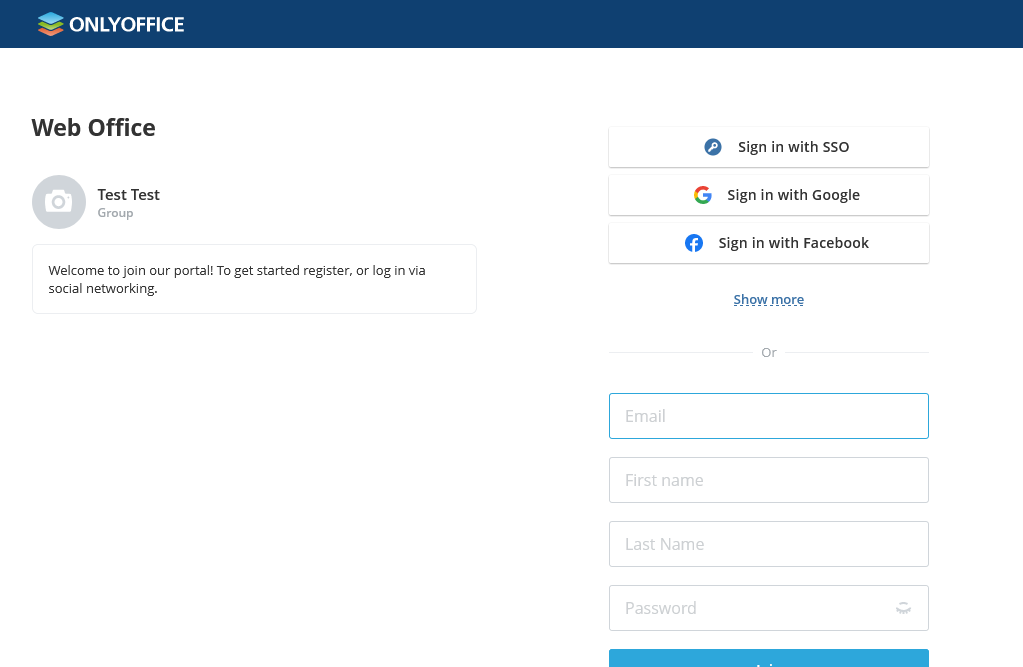 ONLYOFFICE
Web Office
Test Test
Group
Welcome to join our portal! To get started register, or log in via
social networking.
Sign in with SSO
Sign in with Google
Sign in with Facebook
Show more
Or
Email
First name
Last Name
Password